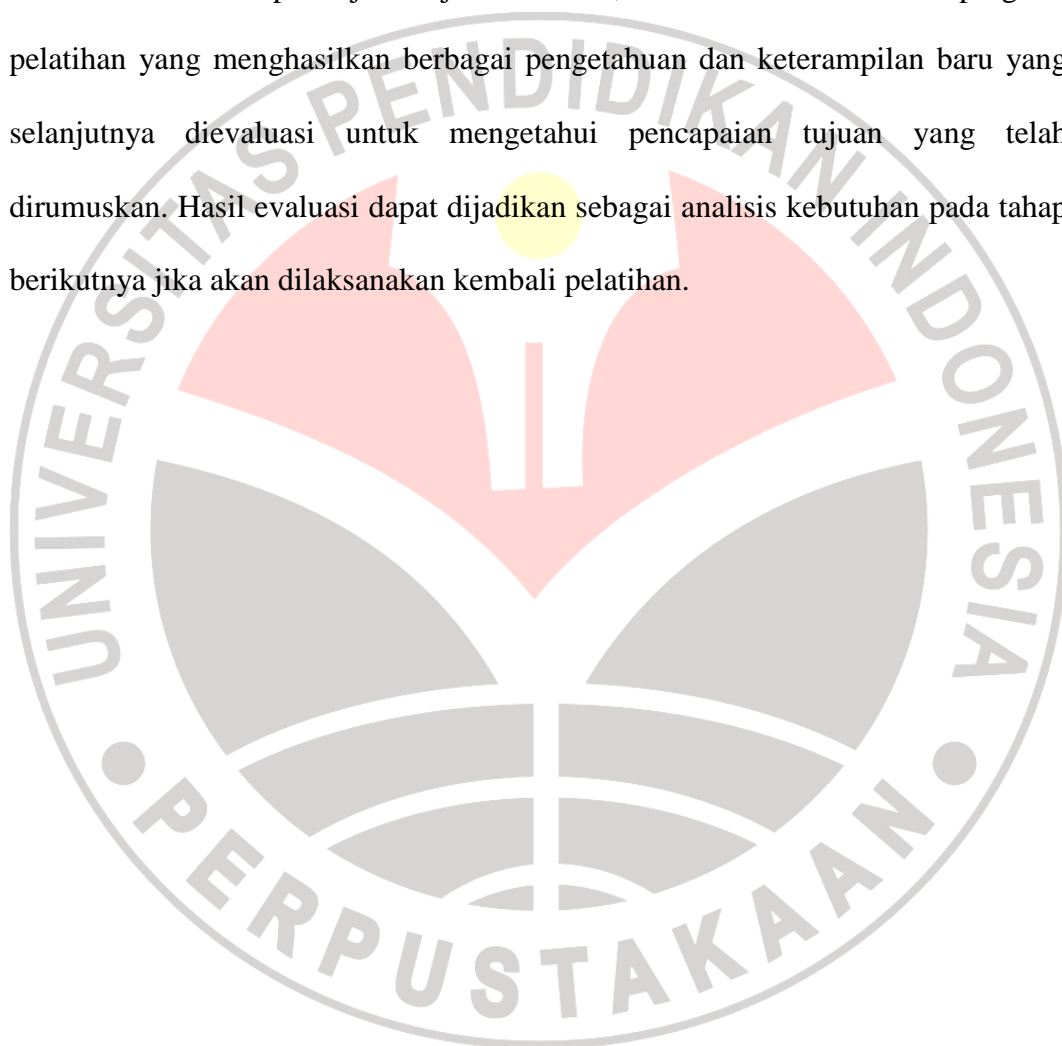 pelatihan yang menghasilkan berbagai pengetahuan dan keterampilan baru yang
selanjutnya dievaluasi untuk mengetahui pencapaian tujuan yang telah
dirumuskan. Hasil evaluasi dapat dijadikan sebagai analisis kebutuhan pada tahap
berikutnya jika akan dilaksanakan kembali pelatihan.
UNIVERSITAS PENDIDIKAN INDONESIA
PERPUSTAKAAN